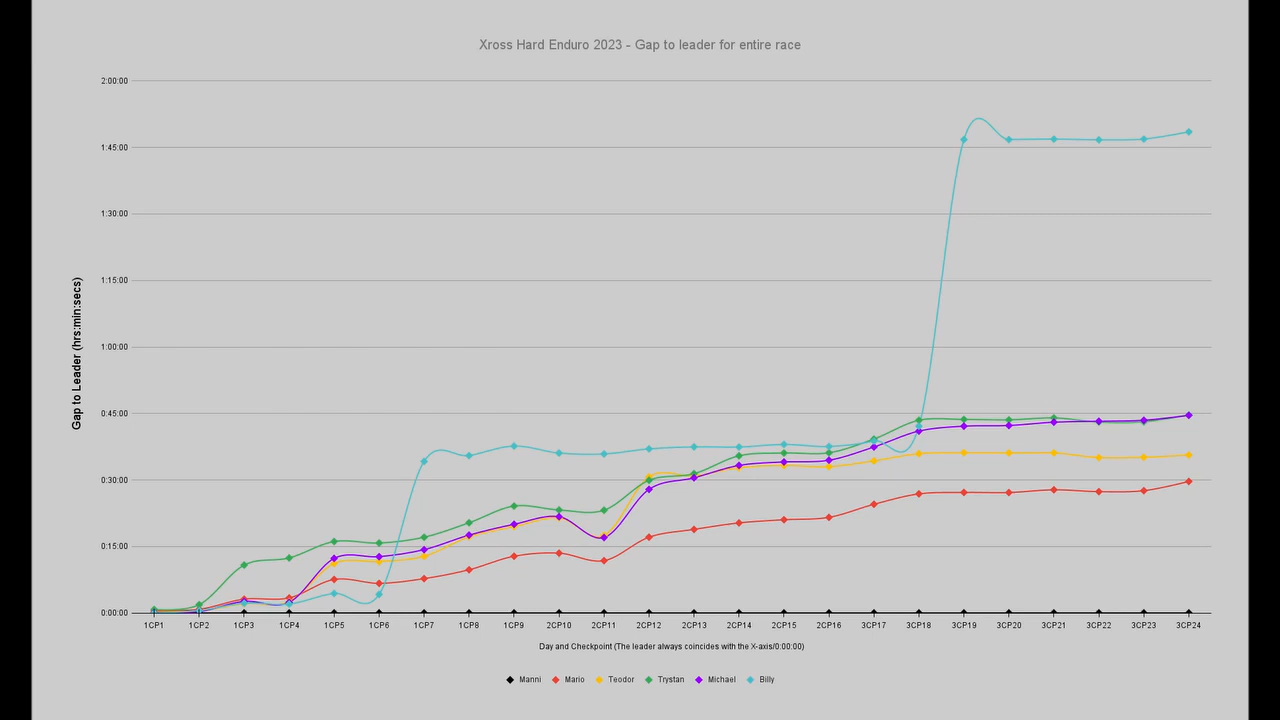 Xross Hard Enduro 2023 - Gap to leader for entire race
Gap to Leader (hrs:min:secs)
2:00:00
1:45:00
1:30:00
1:15:00
1:00:00
0:45:00
0:30:00
0:15:00
0:00:00
1CP1 1CP2 1CP3 1CP4 1CP5 1CP6 1CP7 1CP8 1CP9 2CP10 2CP11 2CP12 2CP13 2CP14 2CP15 2CP16 3CP17 3CP18 3CP19 3CP20 3CP21 3CP22 3CP23 3CP24
Day and Checkpoint (The leader always coincides with the X-axis/0:00:00)
Manni Mario Teodor Trystan Michael Billy